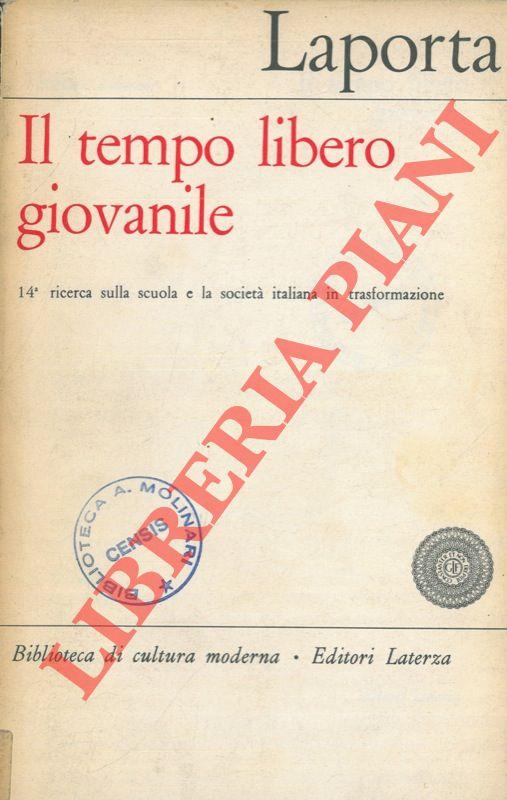 Laporta
Il tempo libero
giovanile
14ª ricerca sulla scuola e la società italiana in trasformazione
LIBRERIA PIANI
BIBLIOTECA A. MOLINARI
CENSIS
Biblioteca di cultura moderna • Editori Laterza